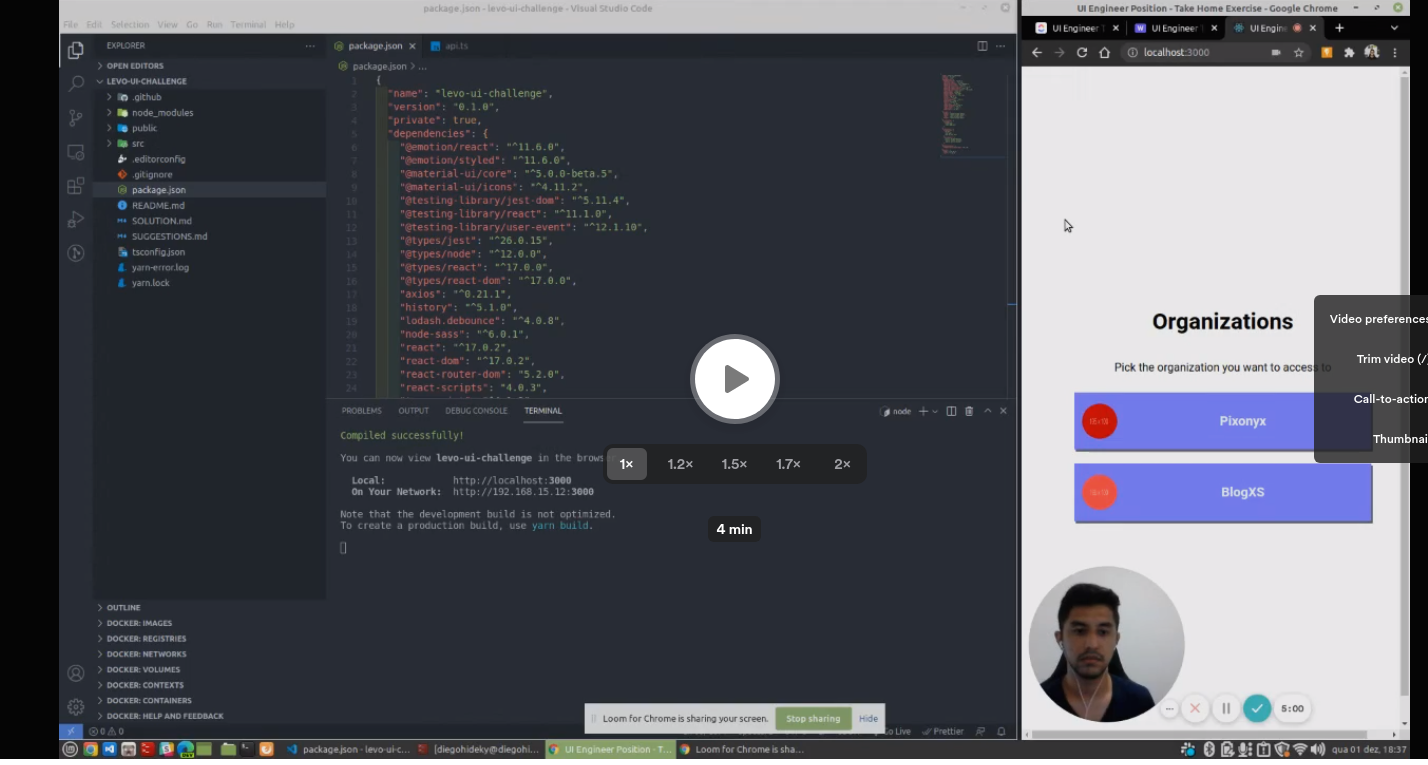 package.json - levo-ui-challenge - Visual Studio Code
File Edit Selection View Go Run Terminal Help
EXPLORER
OPEN EDITORS
LEVO-UI-CHALLENGE
.github
node_modules
public
src
.editorconfig
.gitignore
package.json
README.md
SOLUTION.md
SUGGESTIONS.md
tsconfig.json
yarn-error.log
yarn.lock
OUTLINE
DOCKER: IMAGES
DOCKER: REGISTRIES
DOCKER: NETWORKS
DOCKER: VOLUMES
DOCKER: CONTEXTS
DOCKER: CONTAINERS
DOCKER: HELP AND FEEDBACK
package.json api.ts
package.json > ...
1 {
2 "name": "levo-ui-challenge",
3 "version": "0.1.0",
4 "private": true,
5 "dependencies": {
6 "@emotion/react": "^11.6.0",
7 "@emotion/styled": "^11.6.0",
8 "@material-ui/core": "^5.0.0-beta.5",
9 "@material-ui/icons": "^4.11.2",
10 "@testing-library/jest-dom": "^5.11.4",
11 "@testing-library/react": "^11.1.0",
12 "@testing-library/user-event": "^12.1.10",
13 "@types/jest": "^26.0.15",
14 "@types/node": "^12.0.0",
15 "@types/react": "^17.0.0",
16 "@types/react-dom": "^17.0.0",
17 "axios": "^0.21.1",
18 "history": "^5.1.0",
19 "lodash.debounce": "^4.0.8",
20 "node-sass": "^6.0.1",
21 "react": "^17.0.2",
22 "react-dom": "^17.0.2",
23 "react-router-dom": "5.2.0",
24 "react-scripts": "4.0.3",
PROBLEMS OUTPUT DEBUG CONSOLE TERMINAL
node
Compiled successfully!
You can now view levo-ui-challenge in the brows
Local: http://localhost:3000
On Your Network: http://192.168.15.12:3000
Note that the development build is not optimized.
To create a production build, use yarn build.
1× 1.2× 1.5× 1.7× 2×
4 min
Loom for Chrome is sharing your screen. Stop sharing Hide
0 0
Live Prettier
UI Engineer Position - Take Home Exercise - Google Chrome
UI Engineer UI Engineer UI Engine
localhost:3000
Organizations
Pick the organization you want to access to
Pixonyx
BlogXS
Video preferences
Trim video (/
Call-to-action
Thumbnai
5:00
package.json - levo-ui-c... [diegohideky@diegohi... UI Engineer Position - T... Loom for Chrome is sha...
qua 01 dez, 18:37